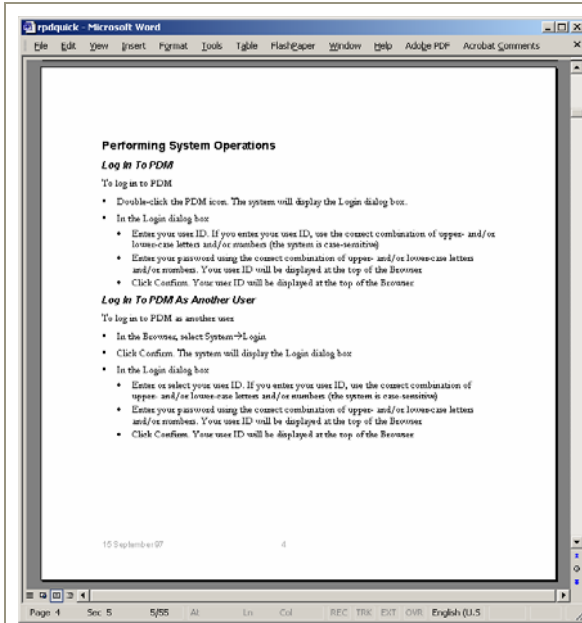 rpdquick - Microsoft Word
File Edit View Insert Format Tools Table FlashPaper Window Help Adobe PDF Acrobat Comments
Performing System Operations
Log In To PDM
To log in to PDM
• Double-click the PDM icon. The system will display the Login dialog box.
• In the Login dialog box
• Enter your user ID. If you enter your user ID, use the correct combination of upper- and/or
lower-case letters and/or numbers (the system is case-sensitive)
• Enter your password using the correct combination of upper- and/or lower-case letters
and/or numbers. Your user ID will be displayed at the top of the Browser
• Click Confirm. Your user ID will be displayed at the top of the Browser
Log In To PDM As Another User
To log in to PDM as another user
• In the Browser, select System→Login
• Click Confirm. The system will display the Login dialog box
• In the Login dialog box
• Enter or select your user ID. If you enter your user ID, use the correct combination of
upper- and/or lower-case letters and/or numbers (the system is case-sensitive)
• Enter your password using the correct combination of upper- and/or lower-case letters
and/or numbers. Your user ID will be displayed at the top of the Browser
• Click Confirm. Your user ID will be displayed at the top of the Browser
15 September 97 4
Page 4 Sec 5 5/55 At Ln Col REC TRK EXT OVR English (U.S